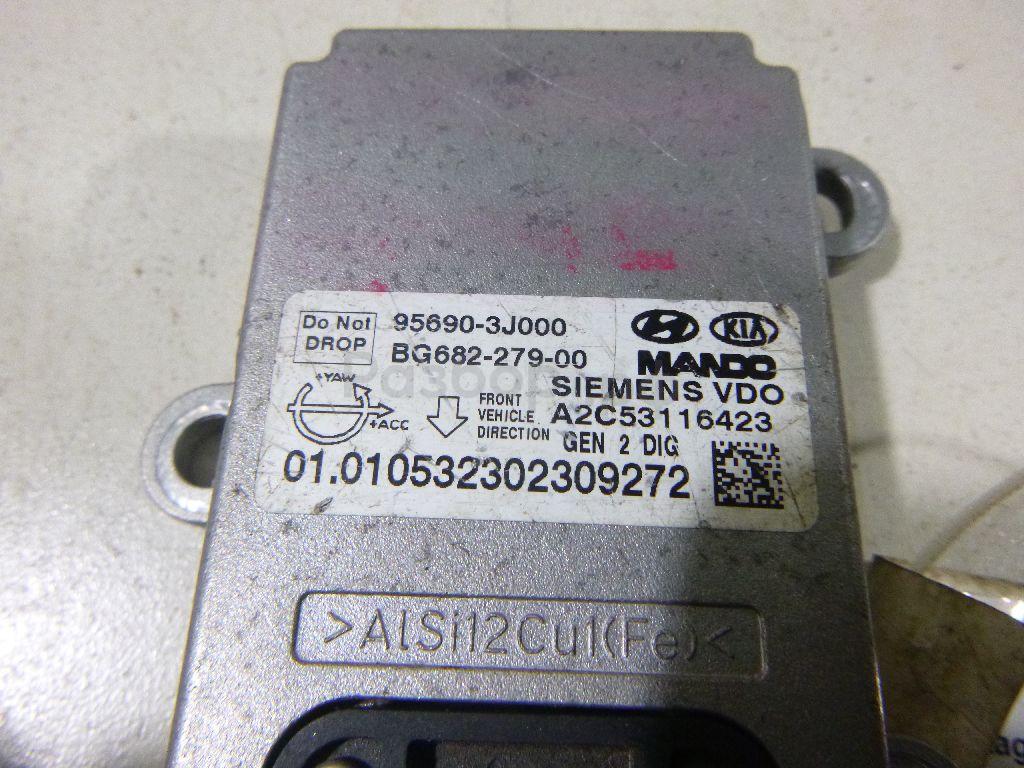 Do Not
DROP
95690-3J000
BG682-279-00
KIA
MANDO
SIEMENS VDO
A2C53116423
GEN 2 DIG
+YAW
+ACC
FRONT
VEHICLE
DIRECTION
01.010532302309272
>AlSi12Cu1(Fe)<